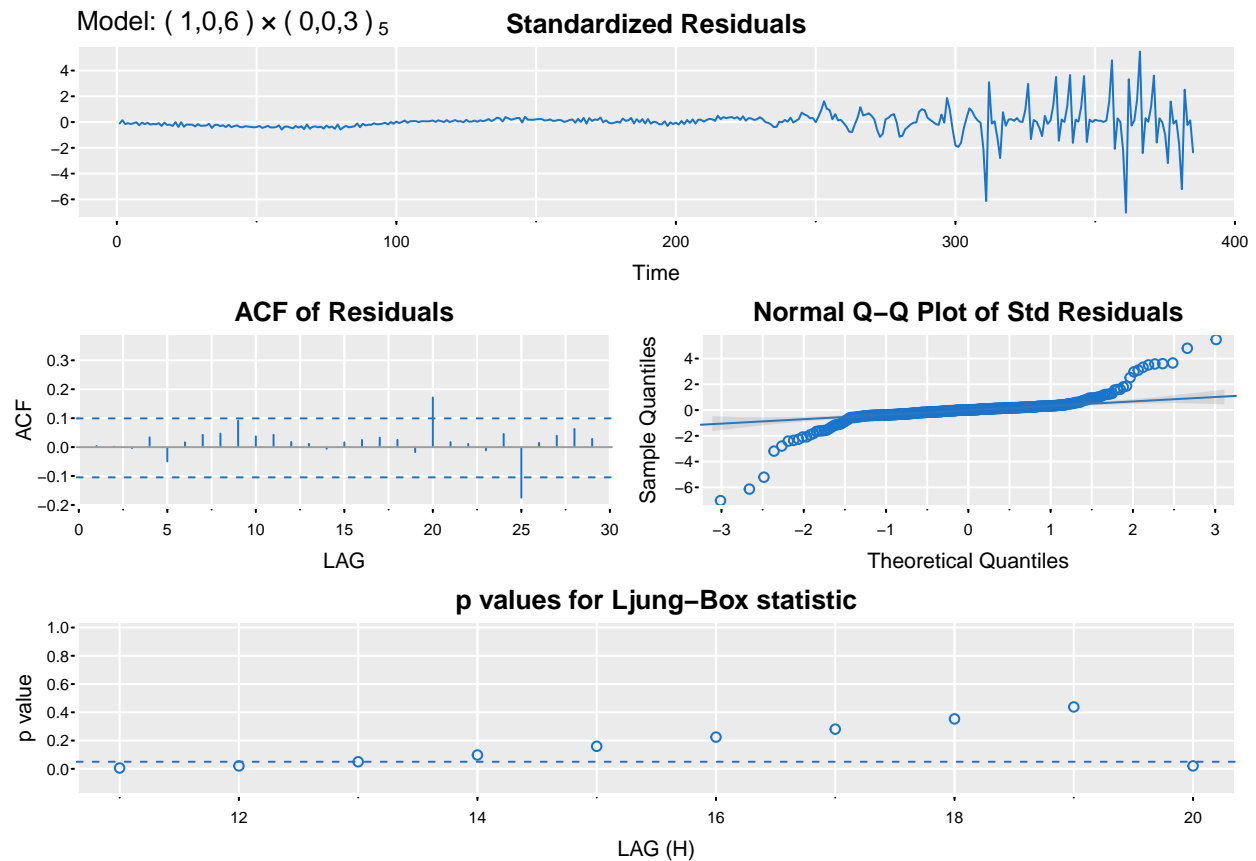 Model: ( 1,0,6 ) × ( 0,0,3 ) 5
Standardized Residuals
4
2
0
−2
−4
−6
0 100 200 300 400
Time
ACF of Residuals
ACF
0.3
0.2
0.1
0.0
−0.1
−0.2
0 5 10 15 20 25 30
LAG
Normal Q−Q Plot of Std Residuals
Sample Quantiles
4
2
0
−2
−4
−6
−3 −2 −1 0 1 2 3
Theoretical Quantiles
p values for Ljung−Box statistic
p value
1.0
0.8
0.6
0.4
0.2
0.0
12 14 16 18 20
LAG (H)